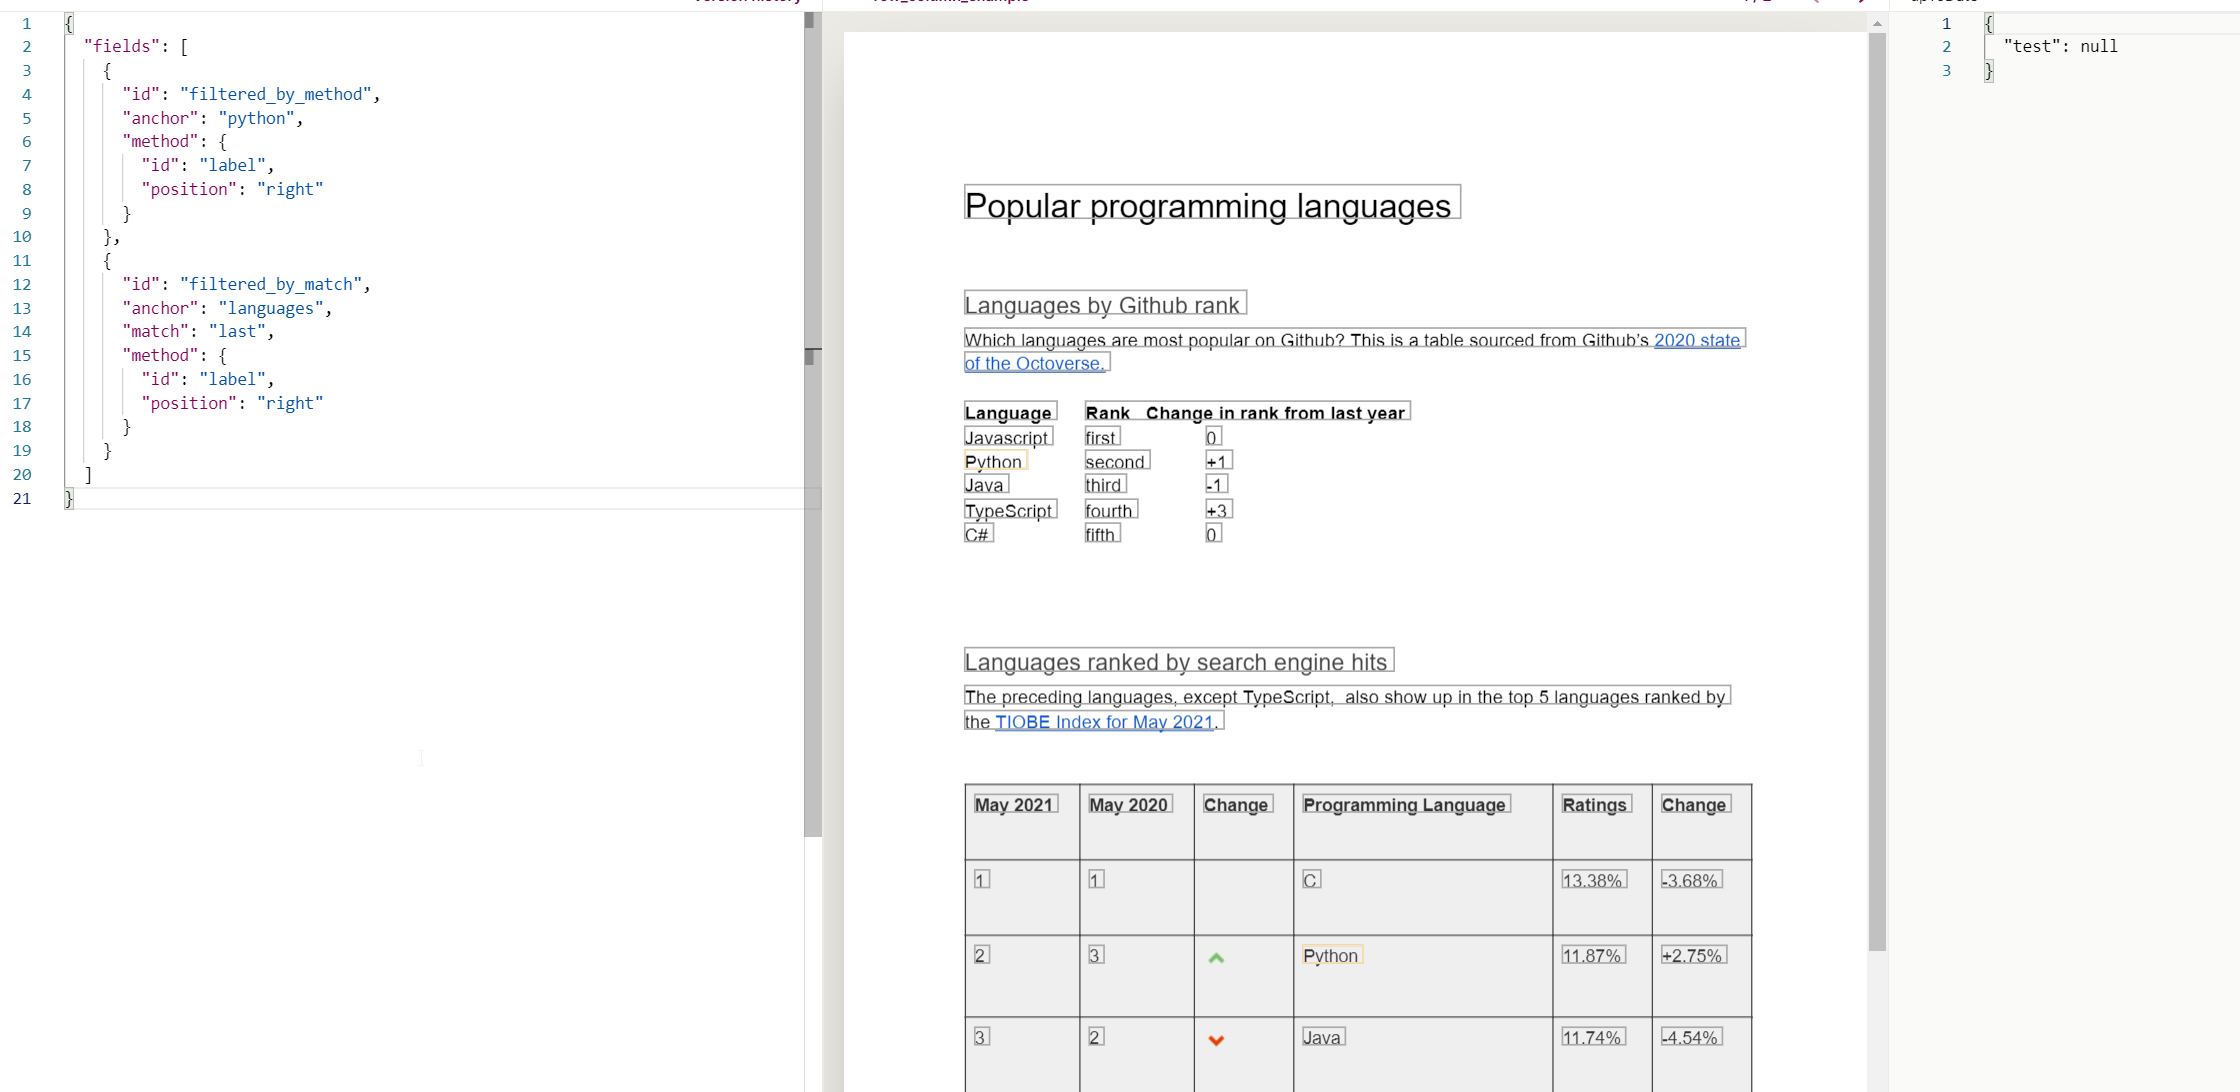 1 {
2 "fields": [
3 {
4 "id": "filtered_by_method",
5 "anchor": "python",
6 "method": {
7 "id": "label",
8 "position": "right"
9 }
10 },
11 {
12 "id": "filtered_by_match",
13 "anchor": "languages",
14 "match": "last",
15 "method": {
16 "id": "label",
17 "position": "right"
18 }
19 }
20 ]
21 }
Popular programming languages
Languages by Github rank
Which languages are most popular on Github? This is a table sourced from Github's 2020 state
of the Octoverse.
Language Rank Change in rank from last year
Javascript first 0
Python second +1
Java third -1
TypeScript fourth +3
C# fifth 0
Languages ranked by search engine hits
The preceding languages, except TypeScript, also show up in the top 5 languages ranked by
the TIOBE Index for May 2021.
May 2021 May 2020 Change Programming Language Ratings Change
1 1 C 13.38% -3.68%
2 3 Python 11.87% +2.75%
3 2 Java 11.74% -4.54%
1 {
2 "test": null
3 }